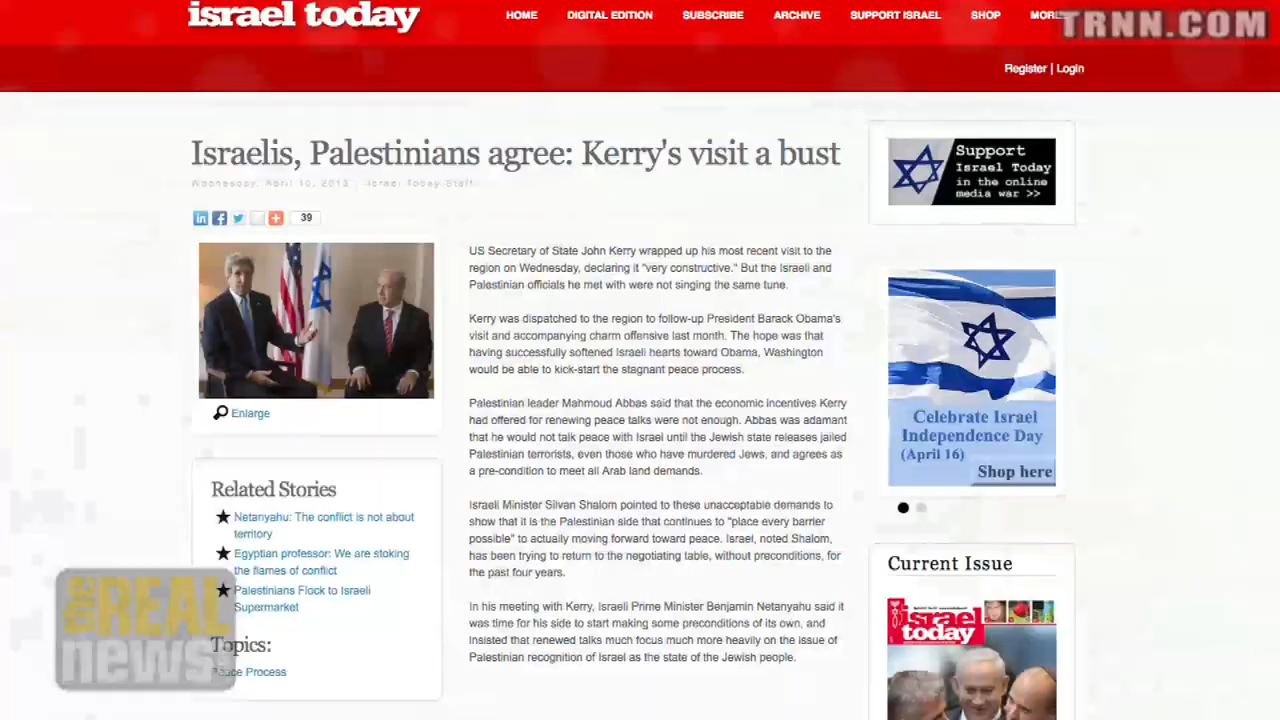 israel today
HOME DIGITAL EDITION SUBSCRIBE ARCHIVE SUPPORT ISRAEL SHOP MORE
TRNN.COM
Register | Login
Israelis, Palestinians agree: Kerry's visit a bust
Wednesday, April 10, 2013 | Israel Today Staff
39
Enlarge
US Secretary of State John Kerry wrapped up his most recent visit to the
region on Wednesday, declaring it "very constructive." But the Israeli and
Palestinian officials he met with were not singing the same tune.
Kerry was dispatched to the region to follow-up President Barack Obama's
visit and accompanying charm offensive last month. The hope was that
having successfully softened Israeli hearts toward Obama, Washington
would be able to kick-start the stagnant peace process.
Palestinian leader Mahmoud Abbas said that the economic incentives Kerry
had offered for renewing peace talks were not enough. Abbas was adamant
that he would not talk peace with Israel until the Jewish state releases jailed
Palestinian terrorists, even those who have murdered Jews, and agrees as
a pre-condition to meet all Arab land demands.
Israeli Minister Silvan Shalom pointed to these unacceptable demands to
show that it is the Palestinian side that continues to "place every barrier
possible" to actually moving forward toward peace. Israel, noted Shalom,
has been trying to return to the negotiating table, without preconditions, for
the past four years.
In his meeting with Kerry, Israeli Prime Minister Benjamin Netanyahu said it
was time for his side to start making some preconditions of its own, and
insisted that renewed talks much focus much more heavily on the issue of
Palestinian recognition of Israel as the state of the Jewish people.
Related Stories
Netanyahu: The conflict is not about
territory
Egyptian professor: We are stoking
the flames of conflict
Palestinians Flock to Israeli
Supermarket
Topics:
Peace Process
the REAL
news
Support
Israel Today
in the online
media war >>
Celebrate Israel
Independence Day
(April 16)
Shop here
Current Issue
israel
today